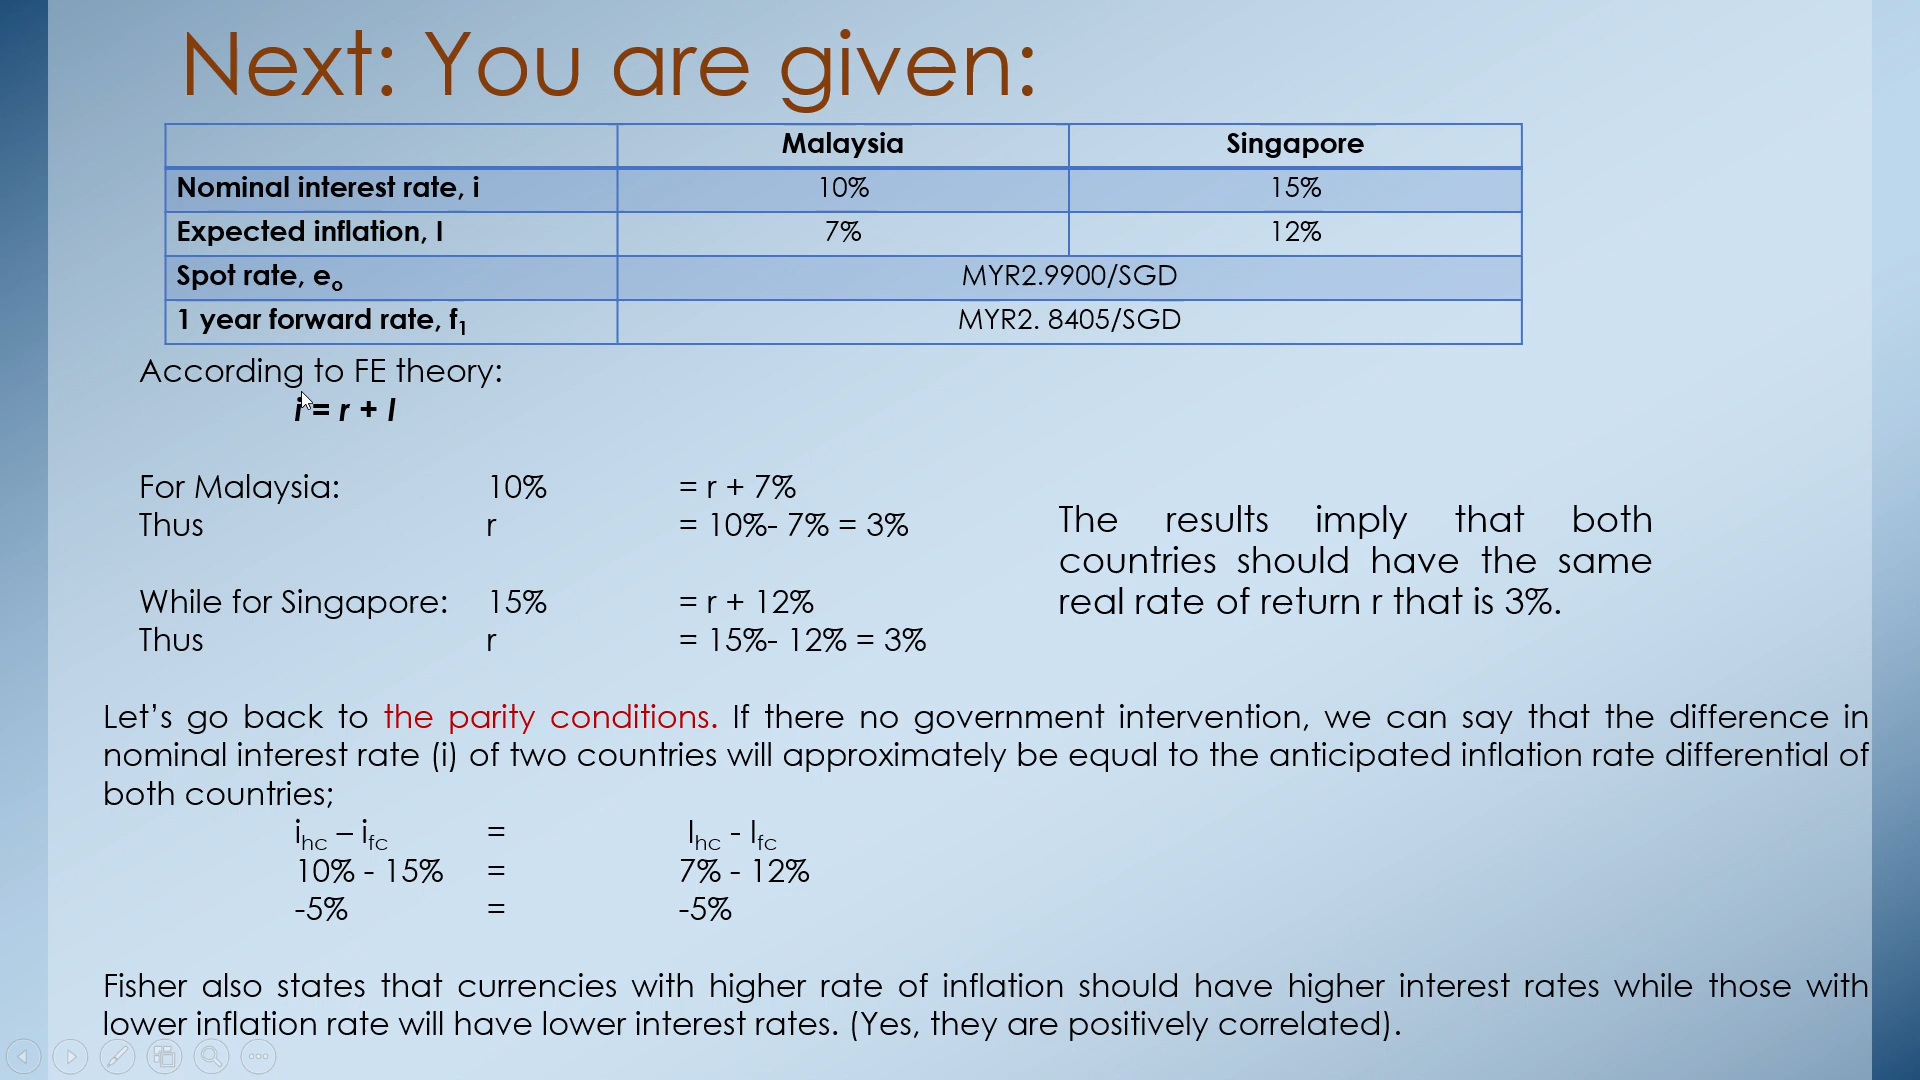 Next: You are given:
Malaysia Singapore
Nominal interest rate, i 10% 15%
Expected inflation, I 7% 12%
Spot rate, eo MYR2.9900/SGD
1 year forward rate, f1 MYR2. 8405/SGD
According to FE theory:
i = r + I
For Malaysia: 10% = r + 7%
Thus r = 10%- 7% = 3%
While for Singapore: 15% = r + 12%
Thus r = 15%- 12% = 3%
The results imply that both
countries should have the same
real rate of return r that is 3%.
Let’s go back to the parity conditions. If there no government intervention, we can say that the difference in
nominal interest rate (i) of two countries will approximately be equal to the anticipated inflation rate differential of
both countries;
ihc – ifc = Ihc - Ifc
10% - 15% = 7% - 12%
-5% = -5%
Fisher also states that currencies with higher rate of inflation should have higher interest rates while those with
lower inflation rate will have lower interest rates. (Yes, they are positively correlated).